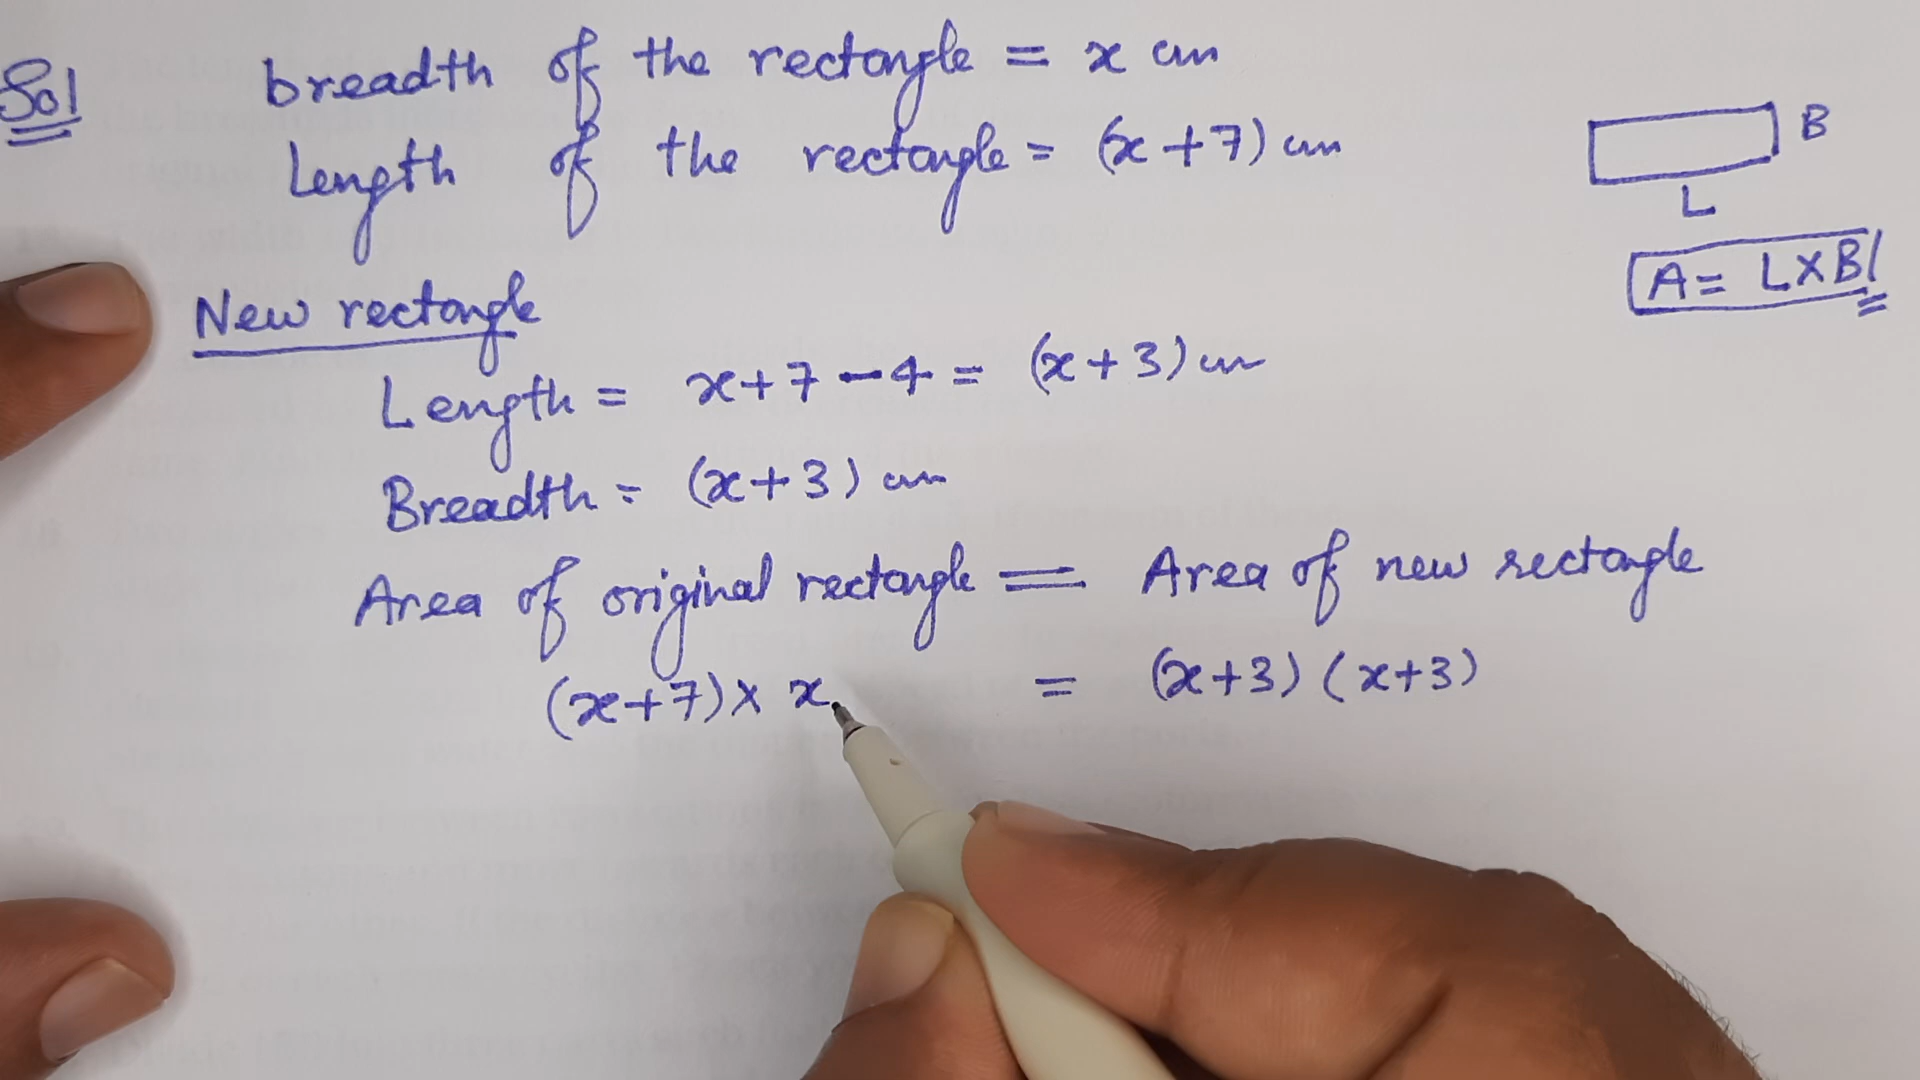 Sol
breadth of the rectangle = x cm
Length of the rectangle = (x+7) cm
B
L
A = L×B
New rectangle
Length = x+7-4 = (x+3) cm
Breadth = (x+3) cm
Area of original rectangle = Area of new rectangle
(x+7)× x = (x+3)(x+3)